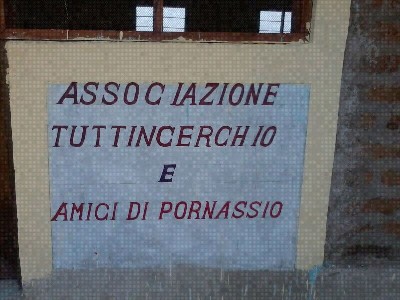 ASSOCIAZIONE
TUTTINCERCHIO
E
AMICI DI PORNASSIO